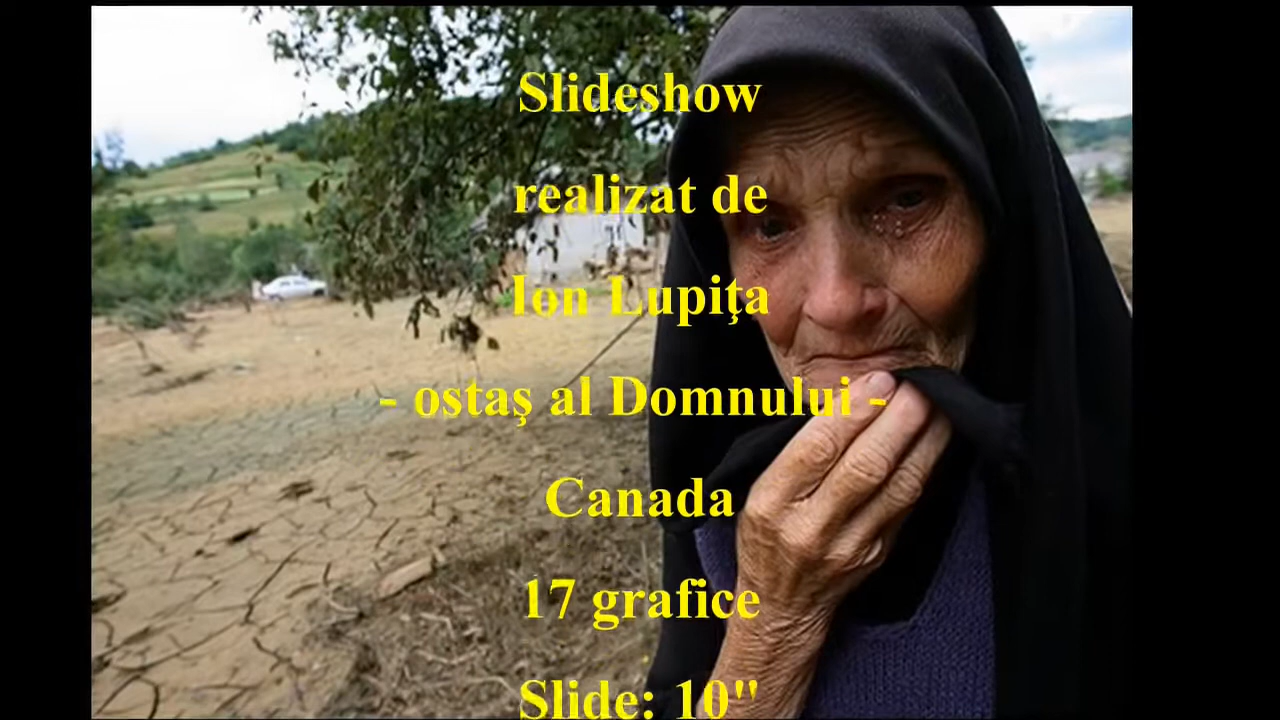 Slideshow
realizat de
Ion Lupiţa
- ostaş al Domnului -
Canada
17 grafice
Slide: 10"